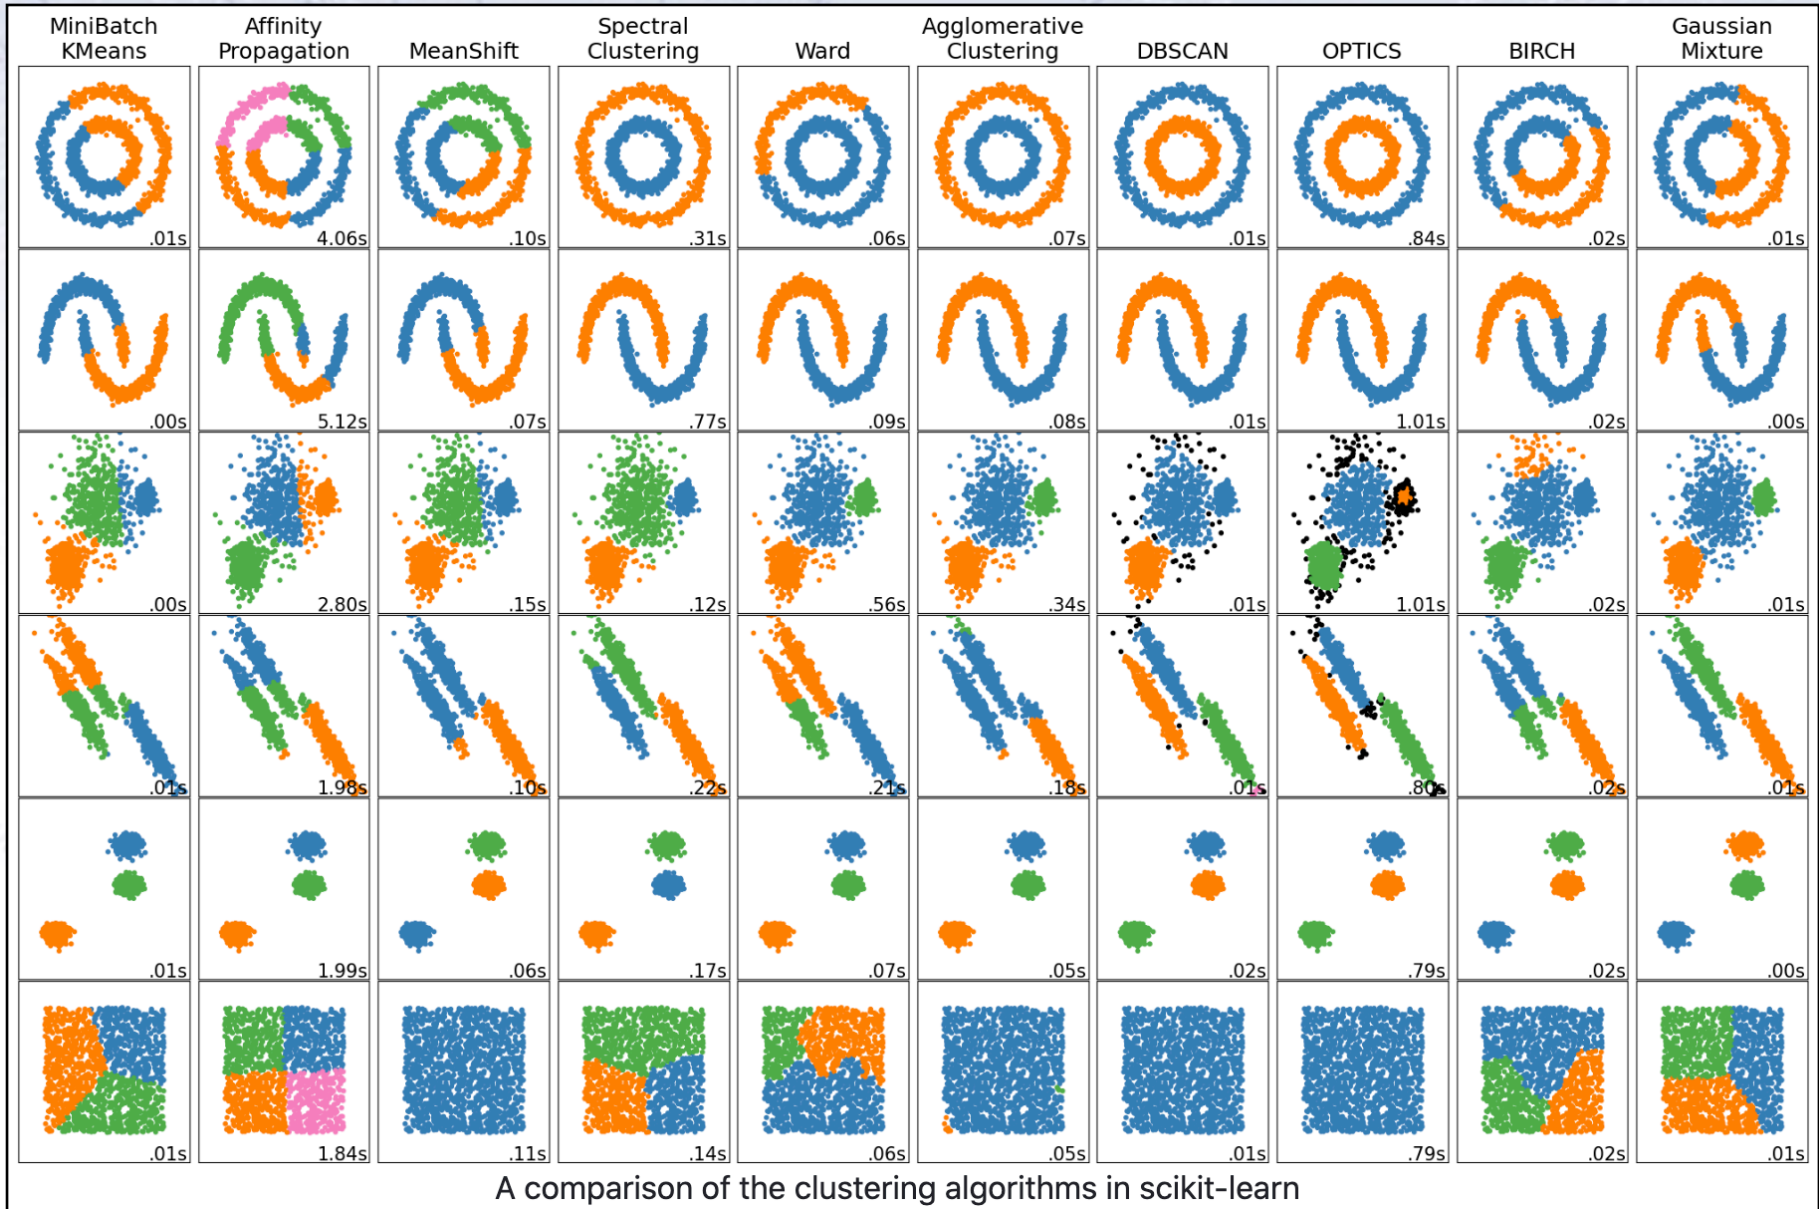 MiniBatch
KMeans
Affinity
Propagation
MeanShift
Spectral
Clustering
Ward
Agglomerative
Clustering
DBSCAN
OPTICS
BIRCH
Gaussian
Mixture
.01s
4.06s
.10s
.31s
.06s
.07s
.01s
.84s
.02s
.01s
.00s
5.12s
.07s
.77s
.09s
.08s
.01s
1.01s
.02s
.00s
.00s
2.80s
.15s
.12s
.56s
.34s
.01s
1.01s
.02s
.01s
.01s
1.98s
.10s
.22s
.21s
.18s
.01s
.80s
.02s
.01s
.01s
1.99s
.06s
.17s
.07s
.05s
.02s
.79s
.02s
.00s
.01s
1.84s
.11s
.14s
.06s
.05s
.01s
.79s
.02s
.01s
A comparison of the clustering algorithms in scikit-learn